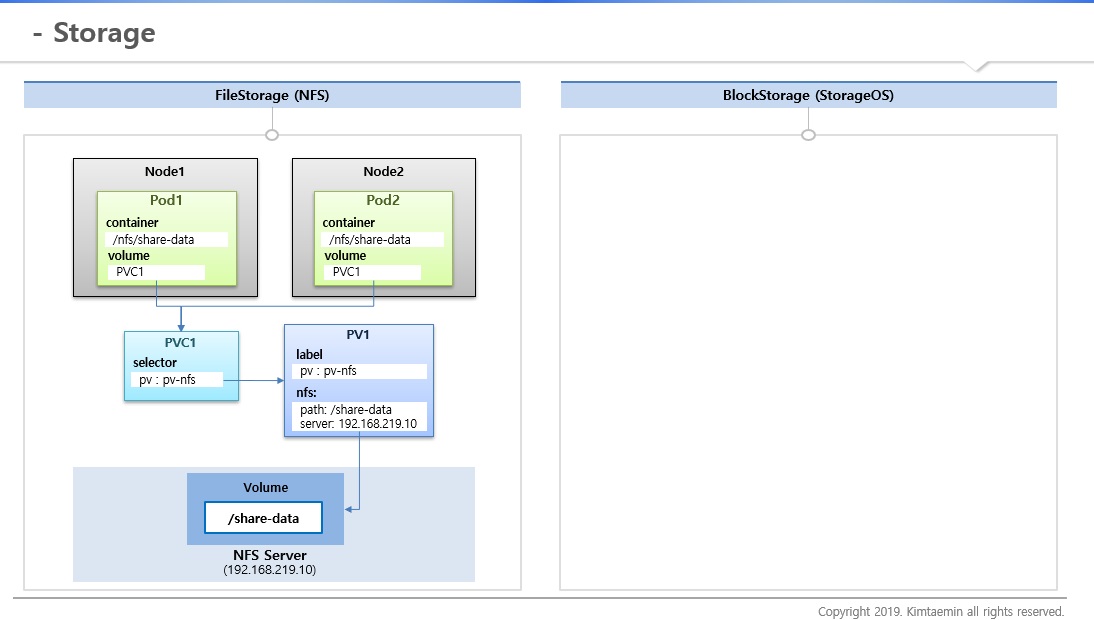 - Storage
FileStorage (NFS)
BlockStorage (StorageOS)
Node1
Pod1
container
/nfs/share-data
volume
PVC1
Node2
Pod2
container
/nfs/share-data
volume
PVC1
PVC1
selector
pv : pv-nfs
PV1
label
pv : pv-nfs
nfs:
path: /share-data
server: 192.168.219.10
Volume
/share-data
NFS Server
(192.168.219.10)
Copyright 2019. Kimtaemin all rights reserved.